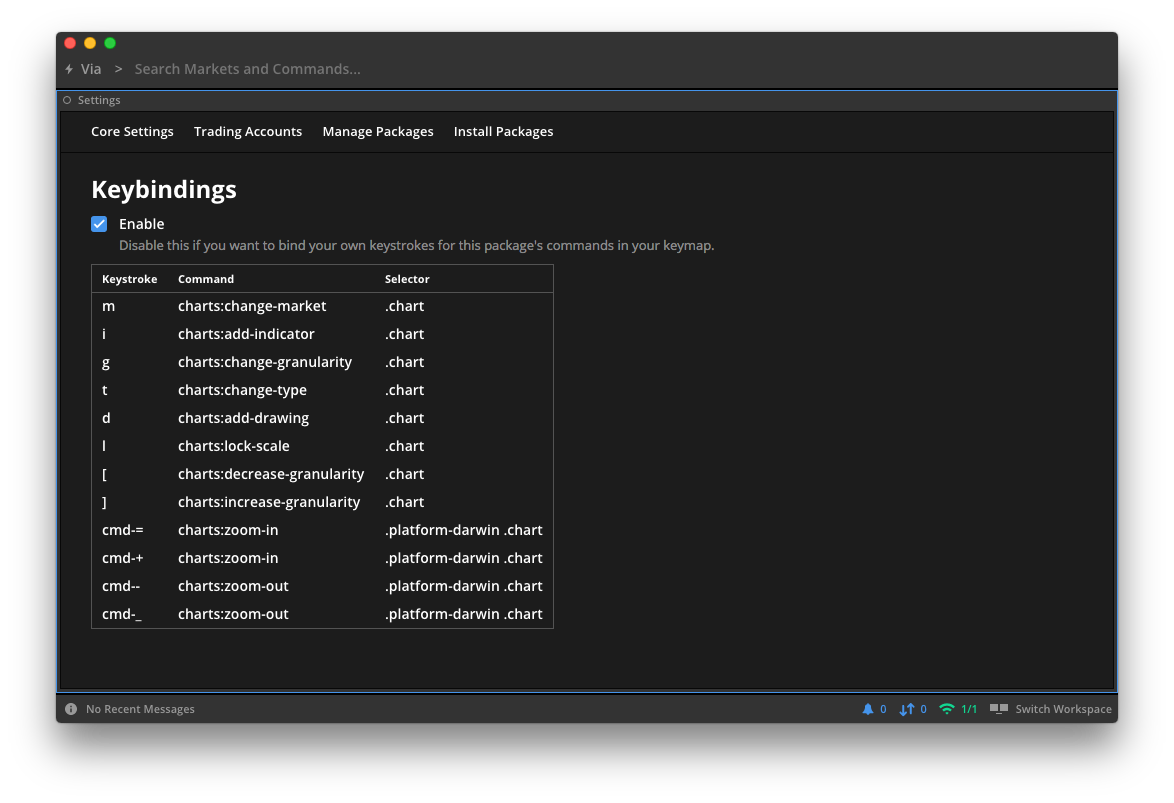 Via > Search Markets and Commands...
Settings
Core Settings Trading Accounts Manage Packages Install Packages
Keybindings
Enable
Disable this if you want to bind your own keystrokes for this package's commands in your keymap.
Keystroke Command Selector
m charts:change-market .chart
i charts:add-indicator .chart
g charts:change-granularity .chart
t charts:change-type .chart
d charts:add-drawing .chart
l charts:lock-scale .chart
[ charts:decrease-granularity .chart
] charts:increase-granularity .chart
cmd-= charts:zoom-in .platform-darwin .chart
cmd-+ charts:zoom-in .platform-darwin .chart
cmd-- charts:zoom-out .platform-darwin .chart
cmd-_ charts:zoom-out .platform-darwin .chart
No Recent Messages 0 0 1/1 Switch Workspace